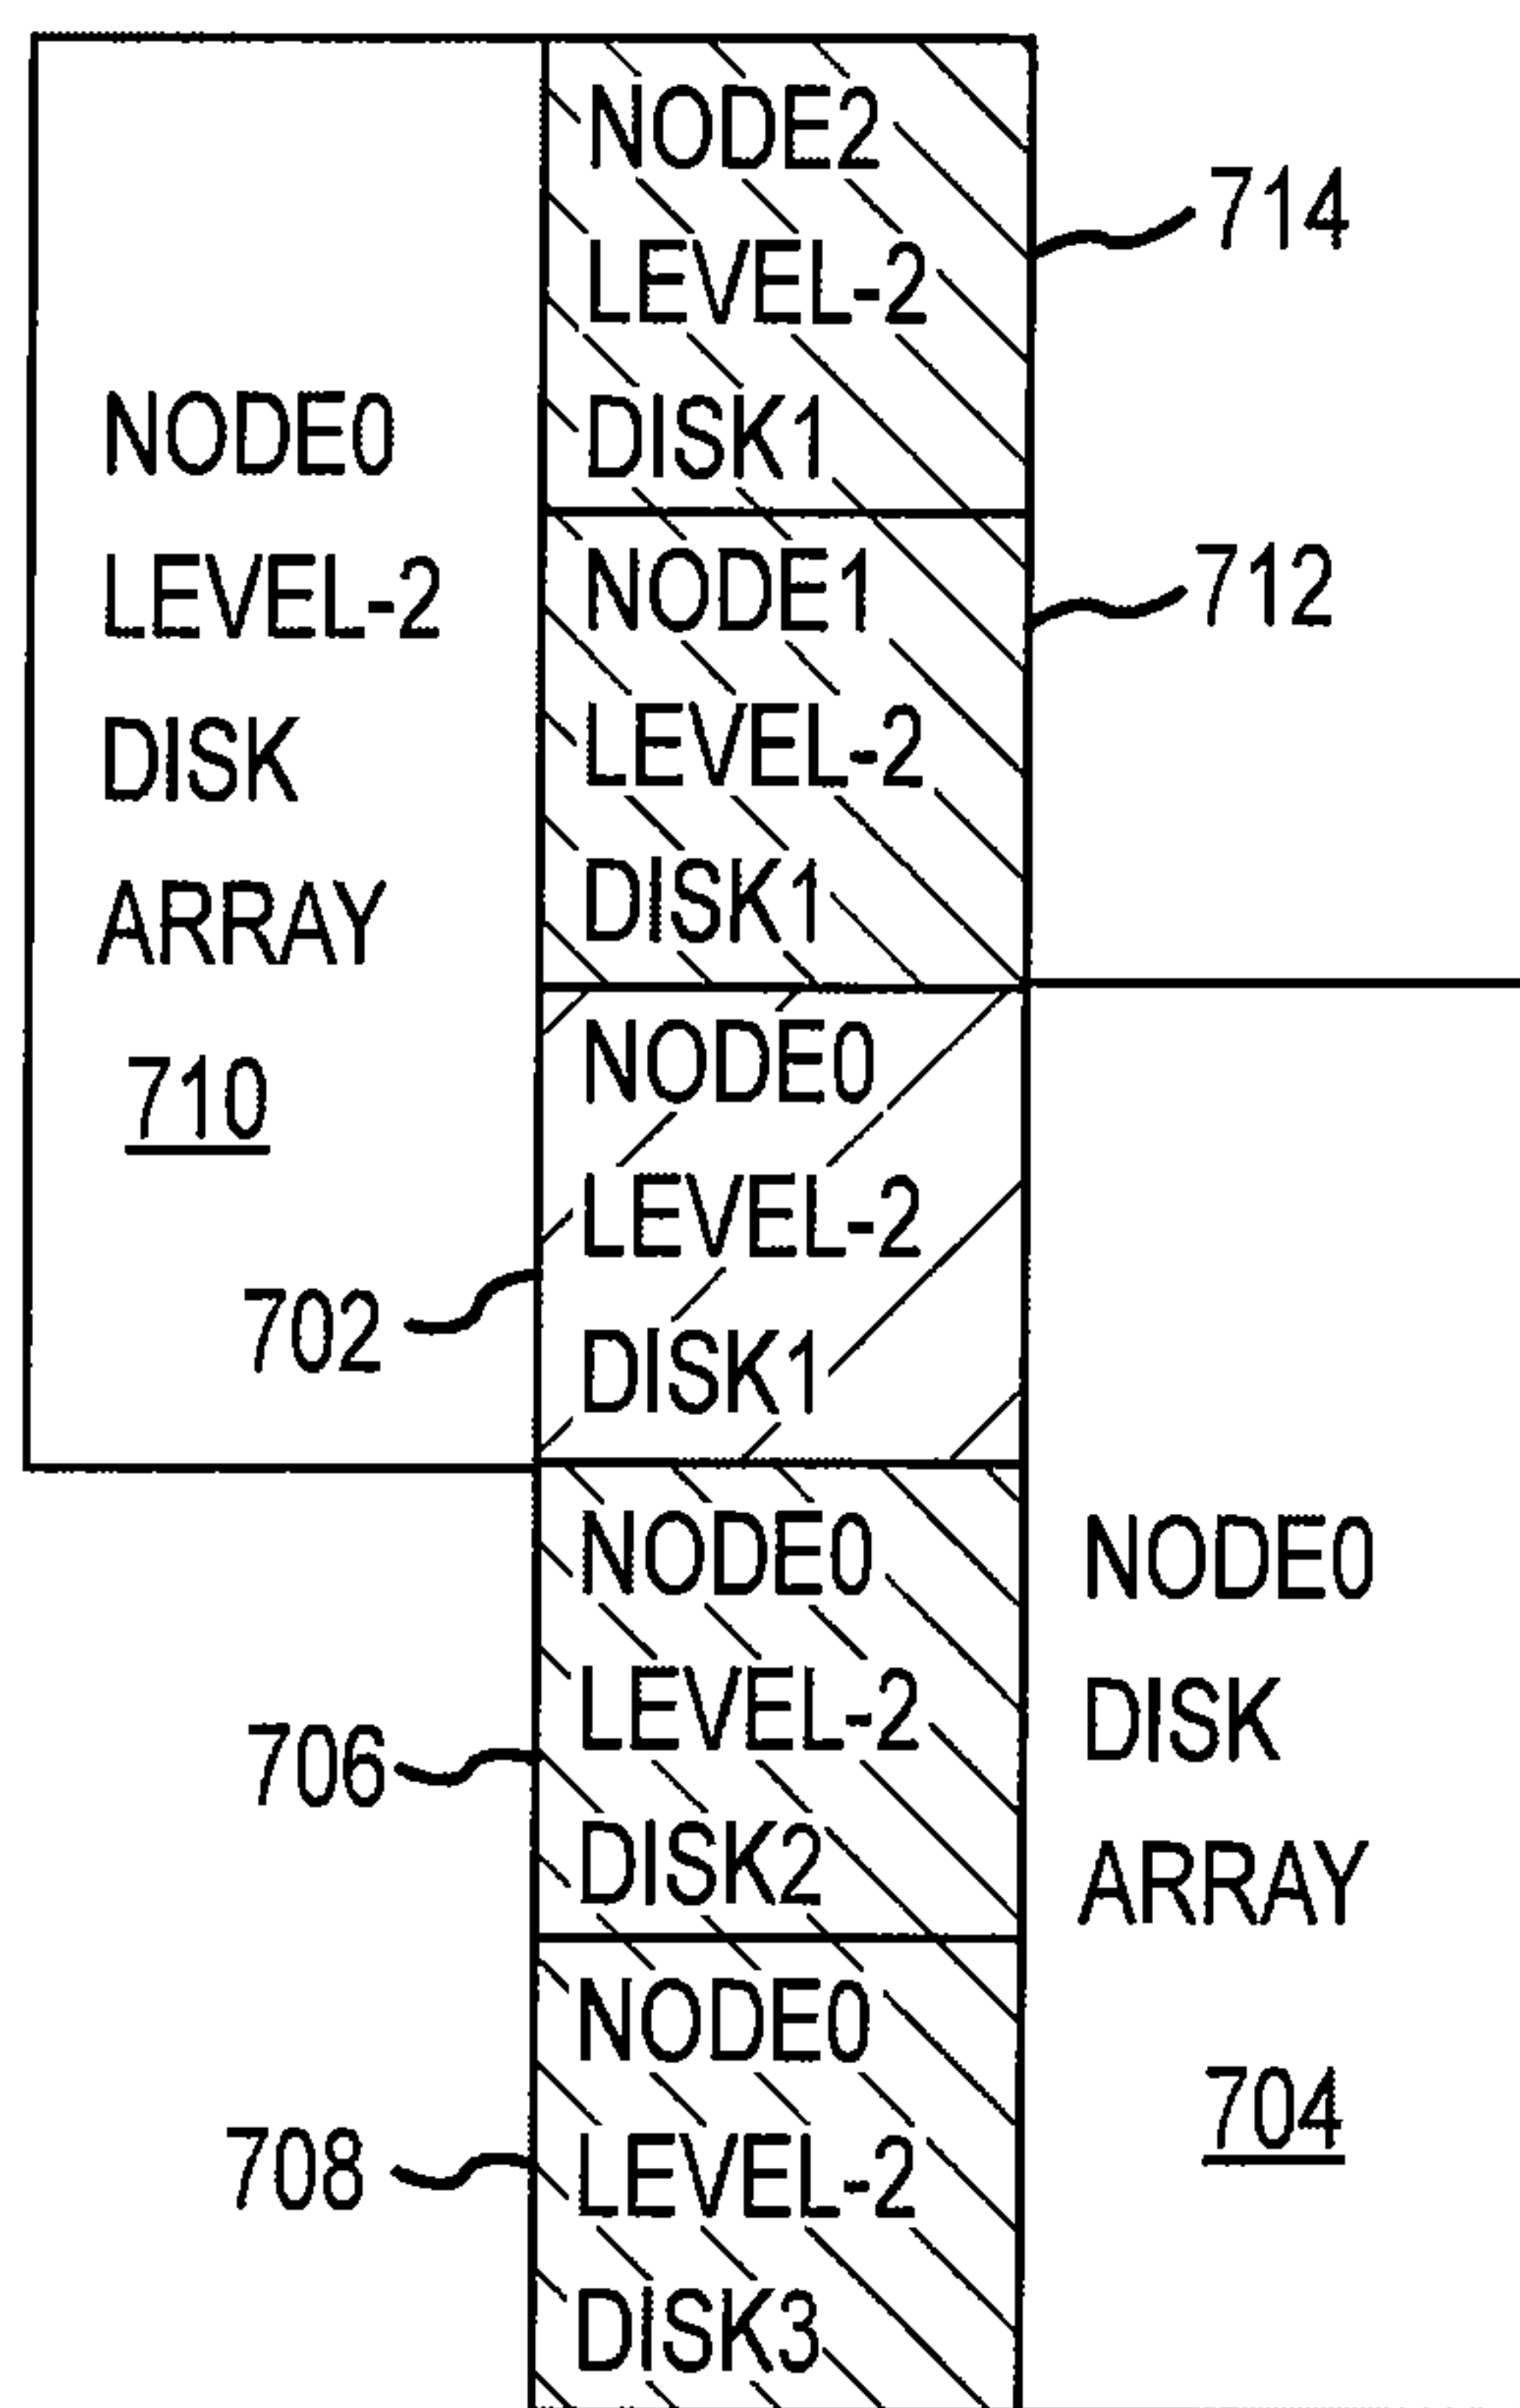 NODE2
LEVEL-2
DISK1
714
NODE0
LEVEL-2
DISK
ARRAY
710
NODE1
LEVEL-2
DISK1
712
NODE0
LEVEL-2
DISK1
702
NODE0
LEVEL-2
DISK2
706
NODE0
DISK
ARRAY
704
NODE0
LEVEL-2
DISK3
708